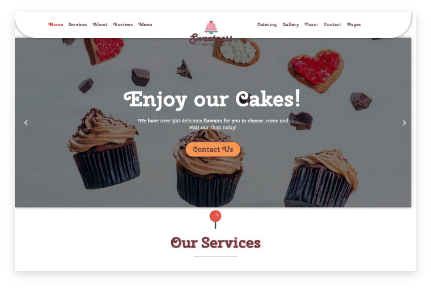 Home Services About Reviews Menu
Sweetness
Catering Gallery Team Contact Pages
Enjoy our Cakes!
We have over 300 delicious flavours for you to choose, come and
visit our shop today!
Contact Us
Our Services